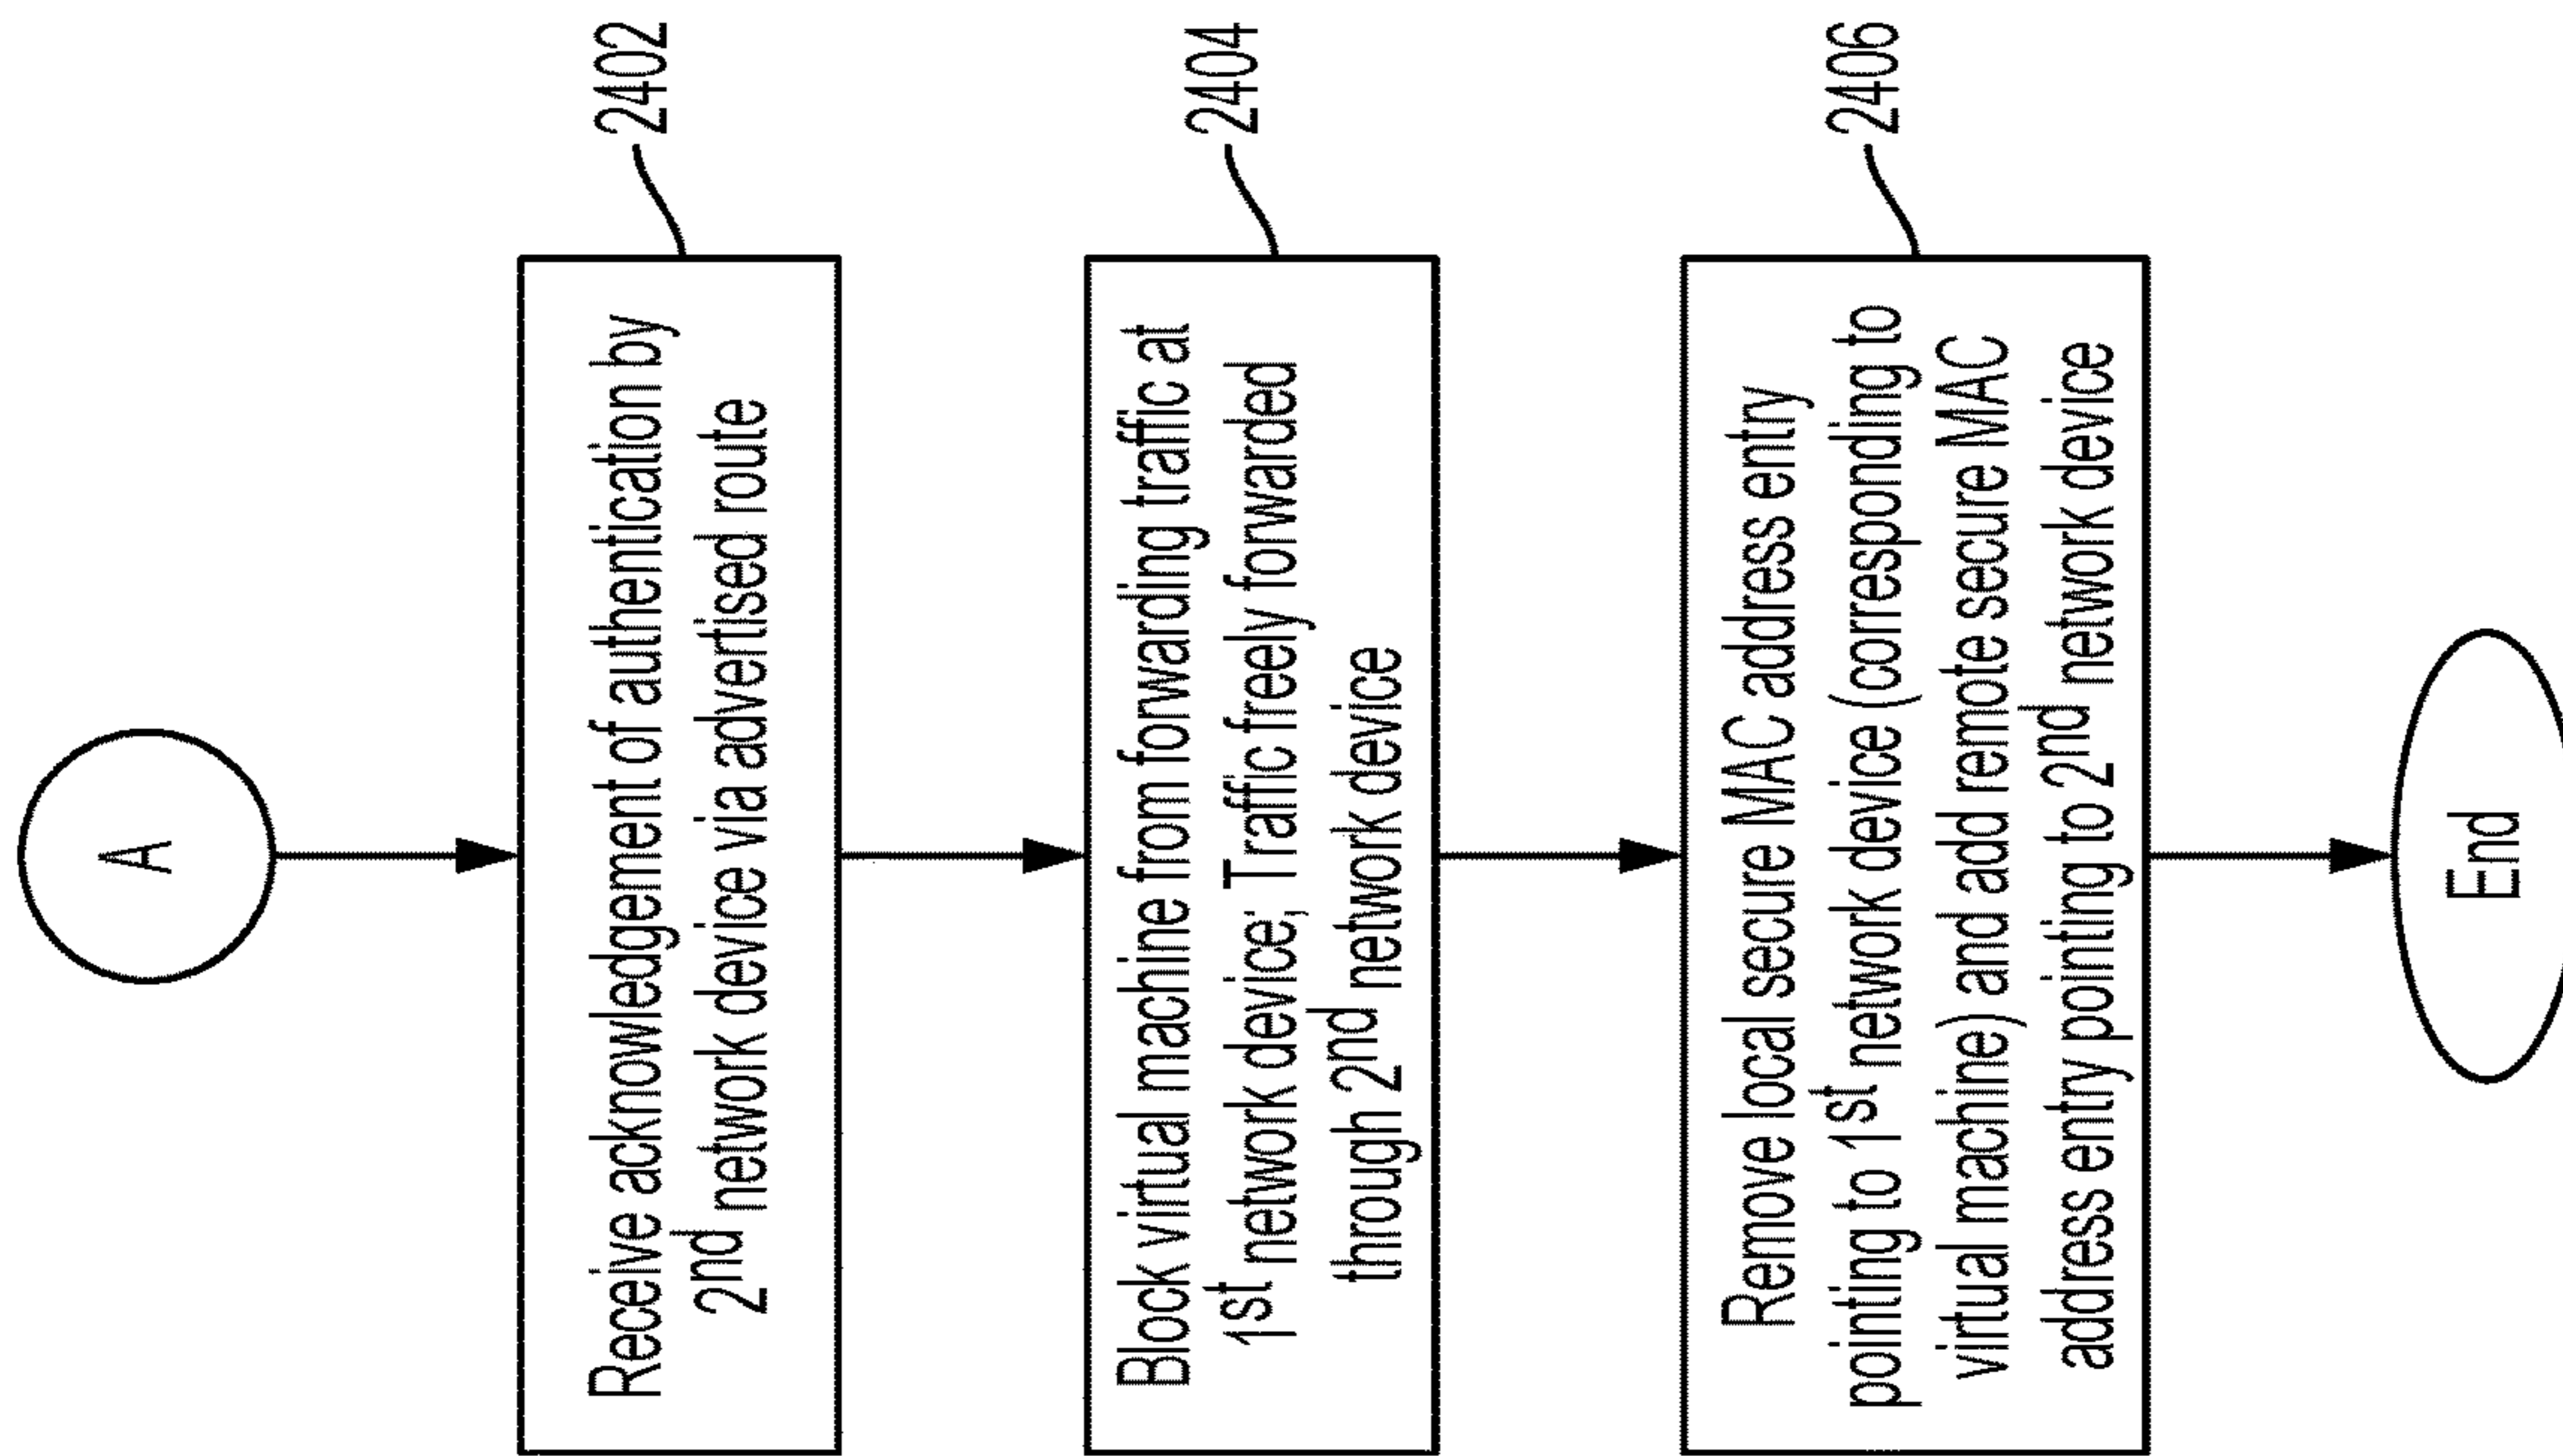 A
2402
Receive acknowledgement of authentication by
2nd network device via advertised route
2404
Block virtual machine from forwarding traffic at
1st network device; Traffic freely forwarded
through 2nd network device
2406
Remove local secure MAC address entry
pointing to 1st network device (corresponding to
virtual machine) and add remote secure MAC
address entry pointing to 2nd network device
End